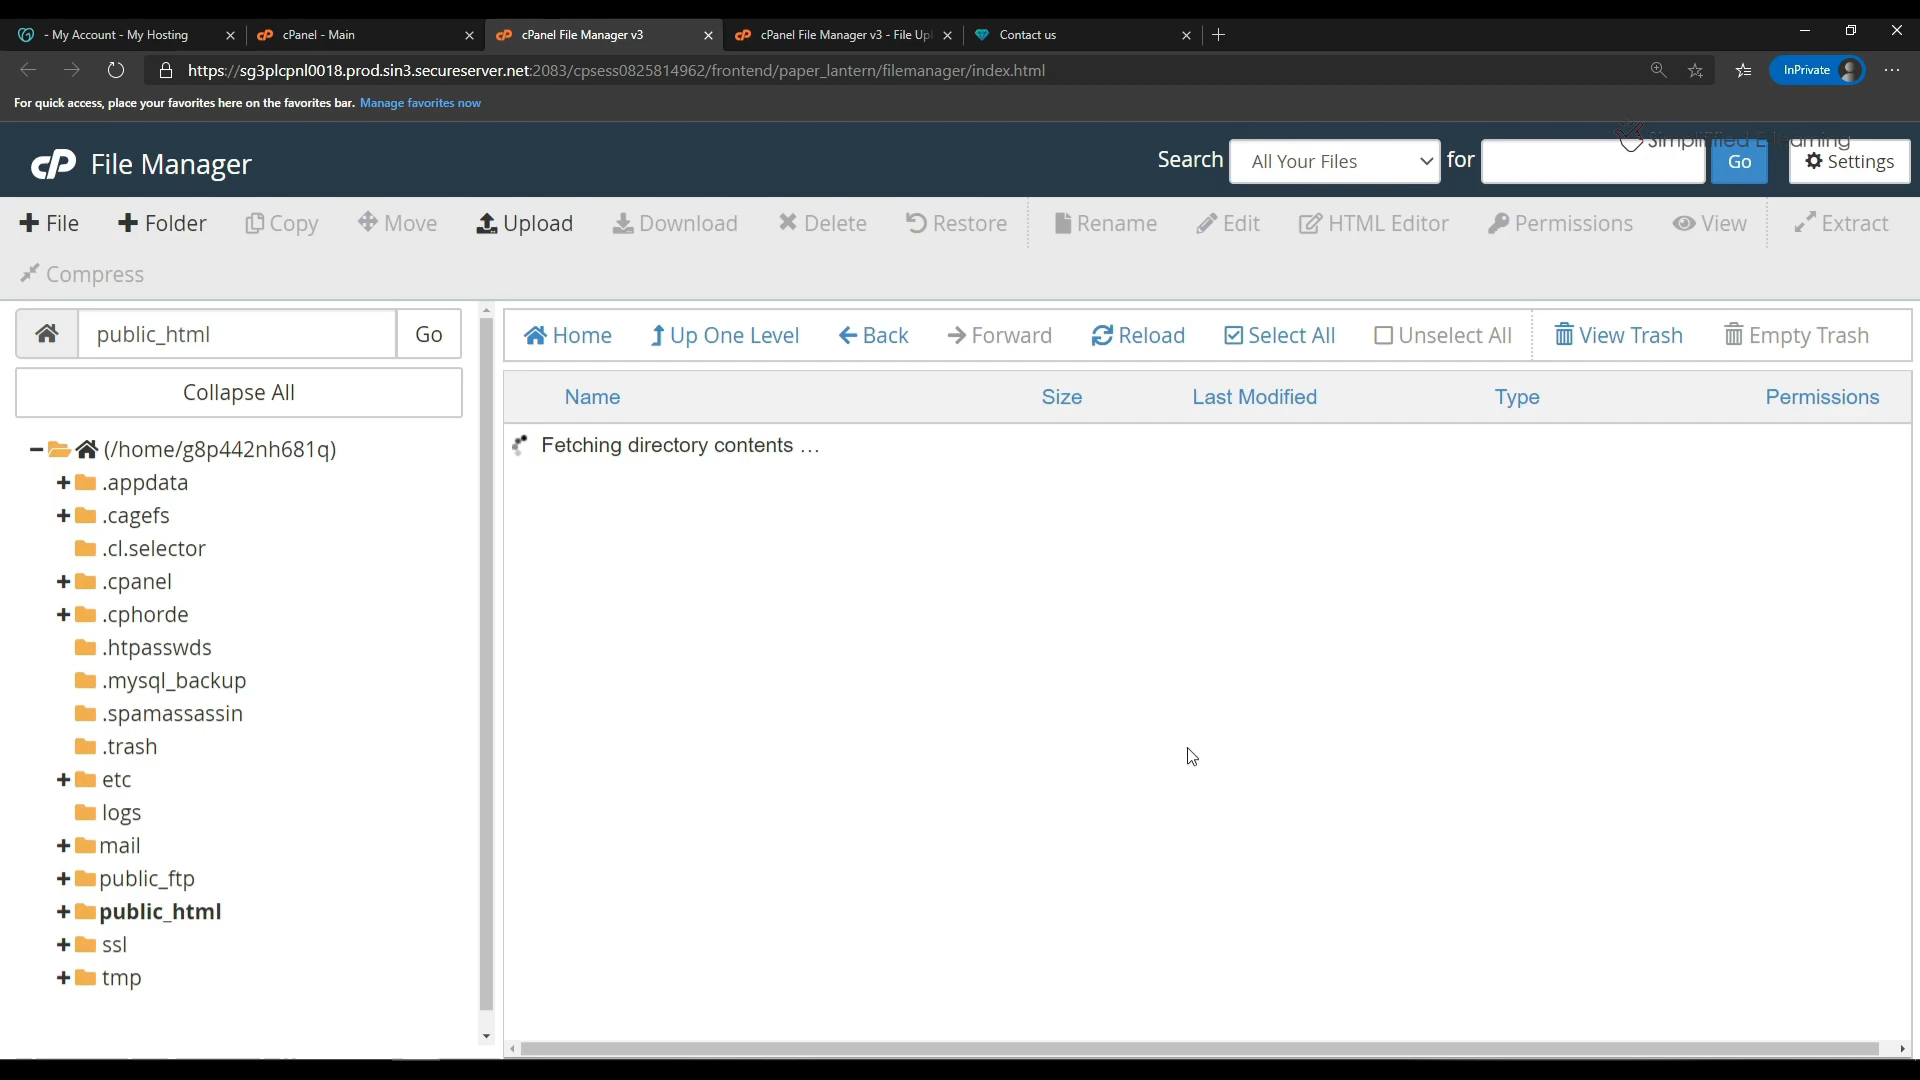 - My Account - My Hosting
cPanel - Main
cPanel File Manager v3
cPanel File Manager v3 - File Upl
Contact us
https://sg3plcpnl0018.prod.sin3.secureserver.net:2083/cpsess0825814962/frontend/paper_lantern/filemanager/index.html
InPrivate
For quick access, place your favorites here on the favorites bar. Manage favorites now
cP File Manager
Search All Your Files for Go Settings
Simplifified E-learning
File Folder Copy Move Upload Download Delete Restore Rename Edit HTML Editor Permissions View Extract
Compress
public_html Go
Home Up One Level Back Forward Reload Select All Unselect All View Trash Empty Trash
Collapse All
Name Size Last Modified Type Permissions
Fetching directory contents ...
(/home/g8p442nh681q)
.appdata
.cagefs
.cl.selector
.cpanel
.cphorde
.htpasswds
.mysql_backup
.spamassassin
.trash
etc
logs
mail
public_ftp
public_html
ssl
tmp